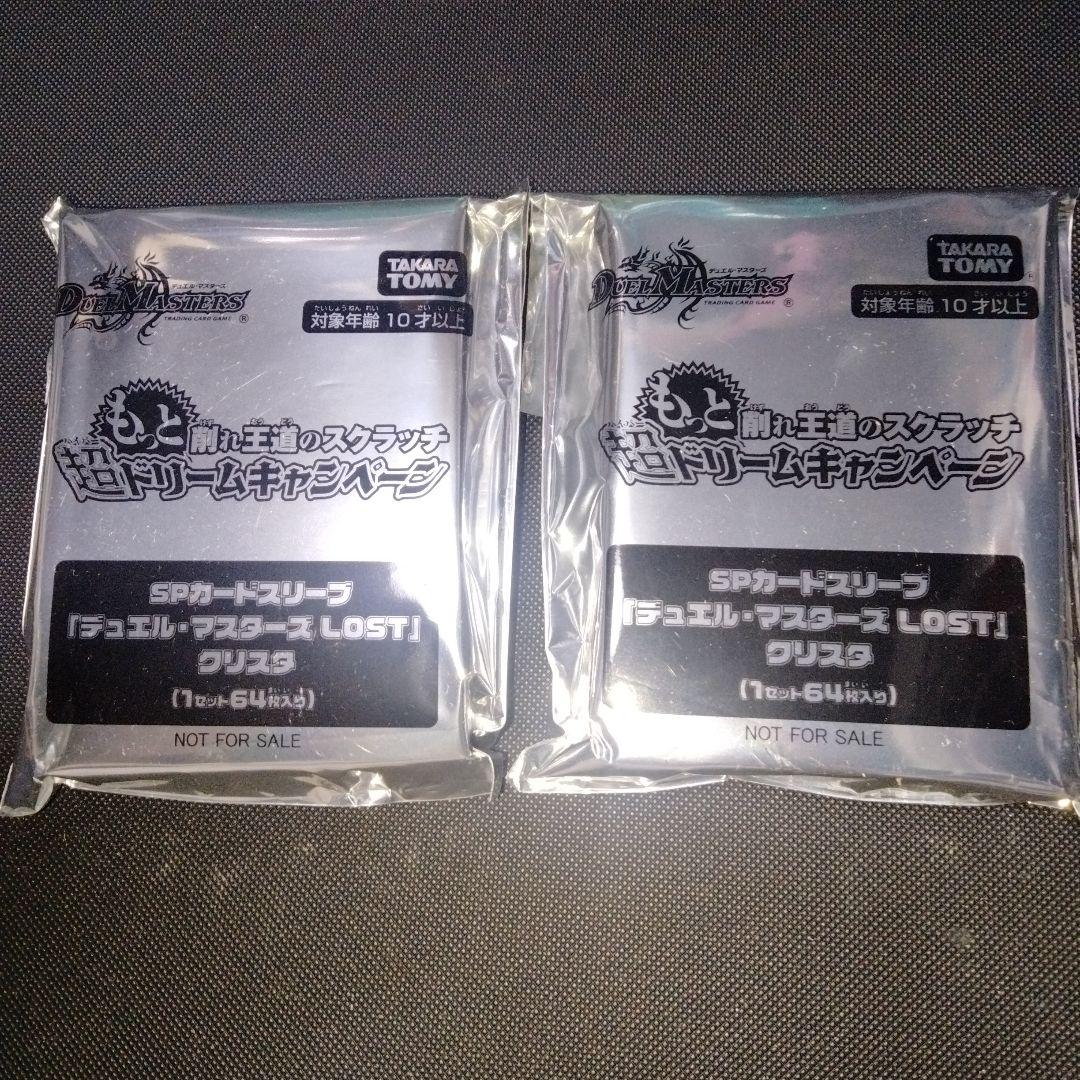 デュエル・マスターズ
DUEL MASTERS
TRADING CARD GAME ®
TAKARA TOMY
たいしょうねんれい さいいじょう
対象年齢 10才以上
もっと 削れ王道のスクラッチ
超ドリームキャンペーン
SPカードスリーブ
「デュエル・マスターズ LOST」
クリスタ
(1セット64枚入り)
NOT FOR SALE
デュエル・マスターズ
DUEL MASTERS
TRADING CARD GAME ®
TAKARA TOMY
たいしょうねんれい さいいじょう
対象年齢 10才以上
もっと 削れ王道のスクラッチ
超ドリームキャンペーン
SPカードスリーブ
「デュエル・マスターズ LOST」
クリスタ
(1セット64枚入り)
NOT FOR SALE